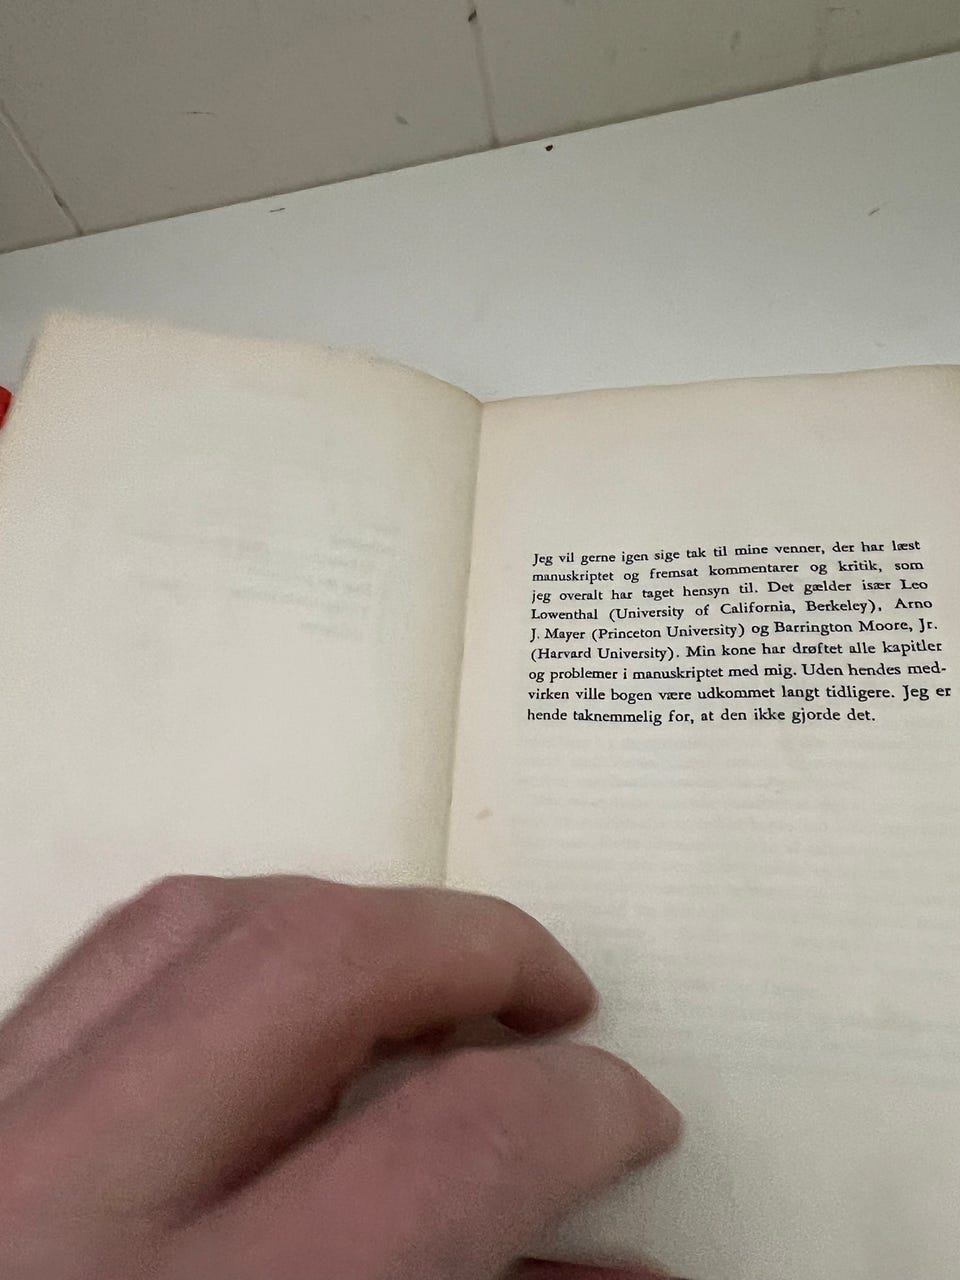 Jeg vil gerne igen sige tak til mine venner, der har læst
manuskriptet og fremsat kommentarer og kritik, som
jeg overalt har taget hensyn til. Det gælder især Leo
Lowenthal (University of California, Berkeley), Arno
J. Mayer (Princeton University) og Barrington Moore, Jr.
(Harvard University). Min kone har drøftet alle kapitler
og problemer i manuskriptet med mig. Uden hendes med-
virken ville bogen være udkommet langt tidligere. Jeg er
hende taknemmelig for, at den ikke gjorde det.